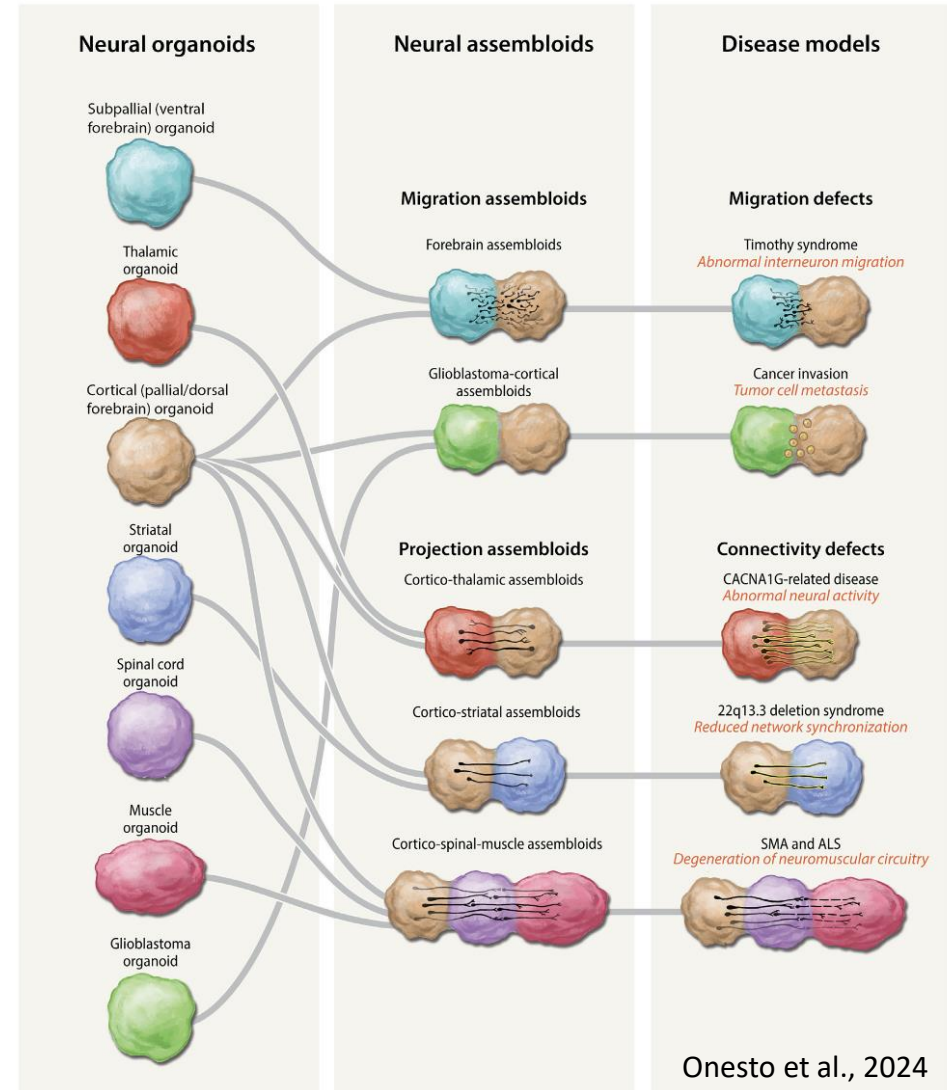 Neural organoids
Subpallial (ventral
forebrain) organoid
Thalamic
organoid
Cortical (pallial/dorsal
forebrain) organoid
Striatal
organoid
Spinal cord
organoid
Muscle
organoid
Glioblastoma
organoid
Neural assembloids
Migration assembloids
Forebrain assembloids
Glioblastoma-cortical
assembloids
Projection assembloids
Cortico-thalamic assembloids
Cortico-striatal assembloids
Cortico-spinal-muscle assembloids
Disease models
Migration defects
Timothy syndrome
Abnormal interneuron migration
Cancer invasion
Tumor cell metastasis
Connectivity defects
CACNA1G-related disease
Abnormal neural activity
22q13.3 deletion syndrome
Reduced network synchronization
SMA and ALS
Degeneration of neuromuscular circuitry
Onesto et al., 2024